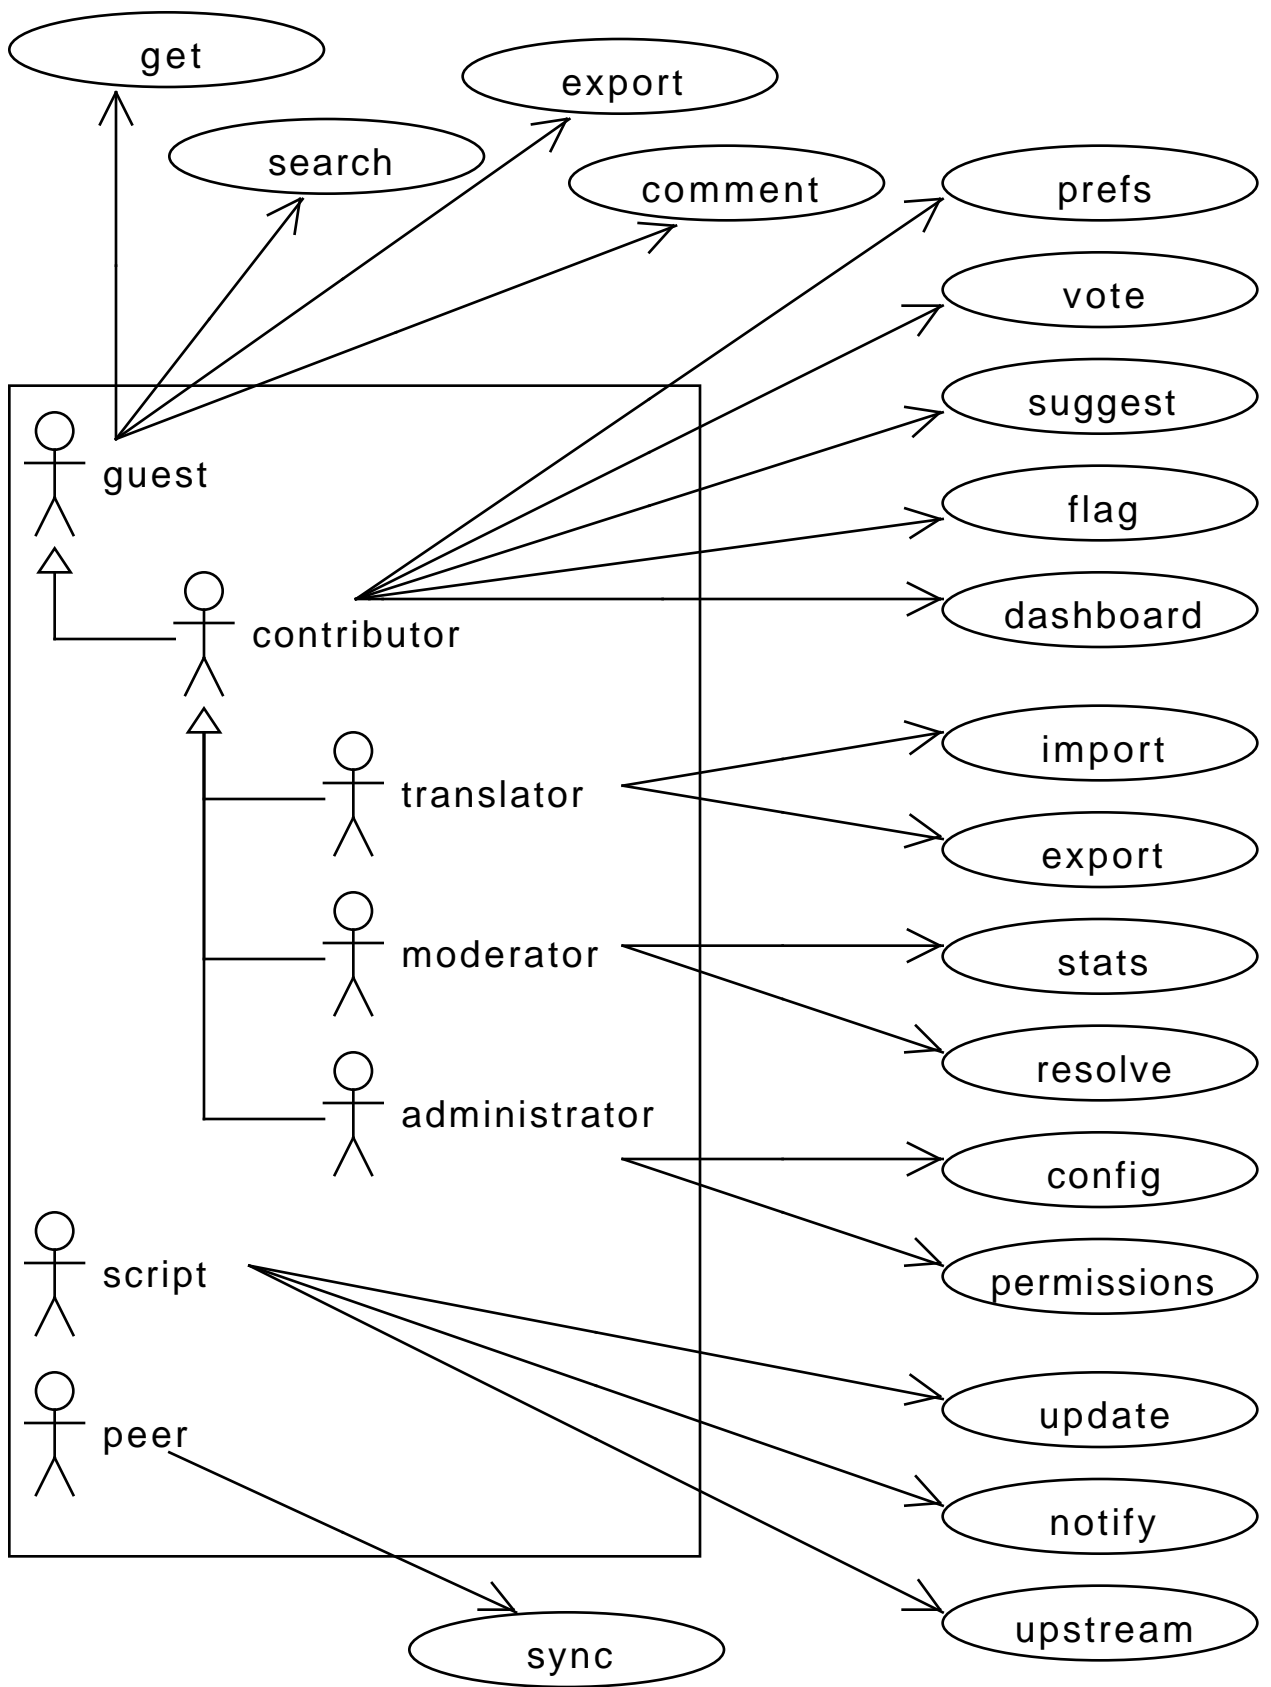 get
export
search
comment
prefs
vote
suggest
guest
flag
dashboard
contributor
import
translator
export
moderator
stats
resolve
administrator
config
script
permissions
update
peer
notify
upstream
sync